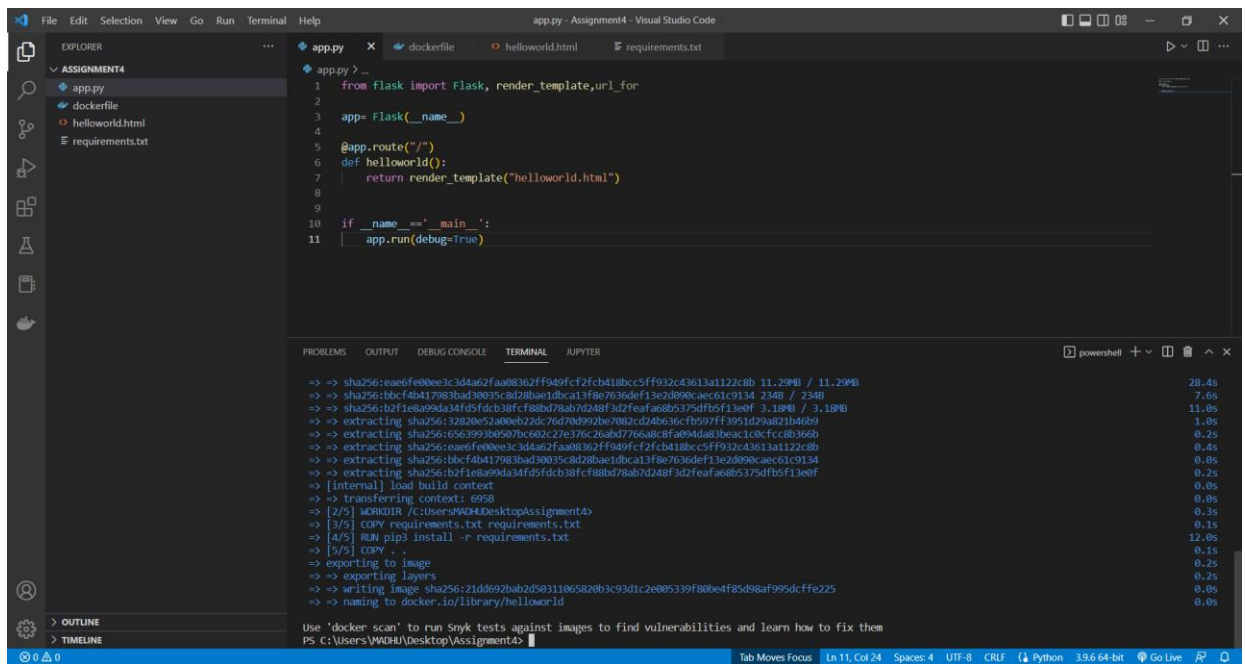 File Edit Selection View Go Run Terminal Help app.py - Assignment4 - Visual Studio Code
EXPLORER
ASSIGNMENT4
app.py
dockerfile
helloworld.html
requirements.txt
OUTLINE
TIMELINE
app.py dockerfile helloworld.html requirements.txt
app.py > ...
1 from flask import Flask, render_template,url_for
2
3 app= Flask(__name__)
4
5 @app.route("/")
6 def helloworld():
7 return render_template("helloworld.html")
8
9
10 if __name__=='__main__':
11 app.run(debug=True)
PROBLEMS OUTPUT DEBUG CONSOLE TERMINAL JUPYTER powershell
=> => sha256:eae6fe00ee3c3d4a62faa08362ff949fcf2fcb418bcc5ff932c43613a1122c8b 11.29MB / 11.29MB 28.4s
=> => sha256:bbcf4b417983bad30035c8d28bae1dbca13f8e7636def13e2d090caec61c9134 234B / 234B 7.6s
=> => sha256:b2f1e8a99da34fd5fdcb38fcf88bd78ab7d248f3d2feafa68b5375dfb5f13e0f 3.18MB / 3.18MB 11.0s
=> => extracting sha256:32820e52a00eb22dc76d70d992be7082cd24b636cfb597ff3951d29a821b46b9 1.0s
=> => extracting sha256:6563993b0507bc602c27e376c26abd7766a8c8fa094da83beac1c0cfcc8b366b 0.2s
=> => extracting sha256:eae6fe00ee3c3d4a62faa08362ff949fcf2fcb418bcc5ff932c43613a1122c8b 0.4s
=> => extracting sha256:bbcf4b417983bad30035c8d28bae1dbca13f8e7636def13e2d090caec61c9134 0.0s
=> => extracting sha256:b2f1e8a99da34fd5fdcb38fcf88bd78ab7d248f3d2feafa68b5375dfb5f13e0f 0.2s
=> [internal] load build context 0.0s
=> => transferring context: 695B 0.0s
=> [2/5] WORKDIR /C:UsersMADHUDesktopAssignment4> 0.3s
=> [3/5] COPY requirements.txt requirements.txt 0.1s
=> [4/5] RUN pip3 install -r requirements.txt 12.0s
=> [5/5] COPY . . 0.1s
=> exporting to image 0.2s
=> => exporting layers 0.2s
=> => writing image sha256:21dd692bab2d50311065820b3c93d1c2e005339f80be4f85d98af995dcffe225 0.0s
=> => naming to docker.io/library/helloworld 0.0s
Use 'docker scan' to run Snyk tests against images to find vulnerabilities and learn how to fix them
PS C:\Users\MADHU\Desktop\Assignment4>
0 0 Tab Moves Focus Ln 11, Col 24 Spaces: 4 UTF-8 CRLF Python 3.9.6 64-bit Go Live